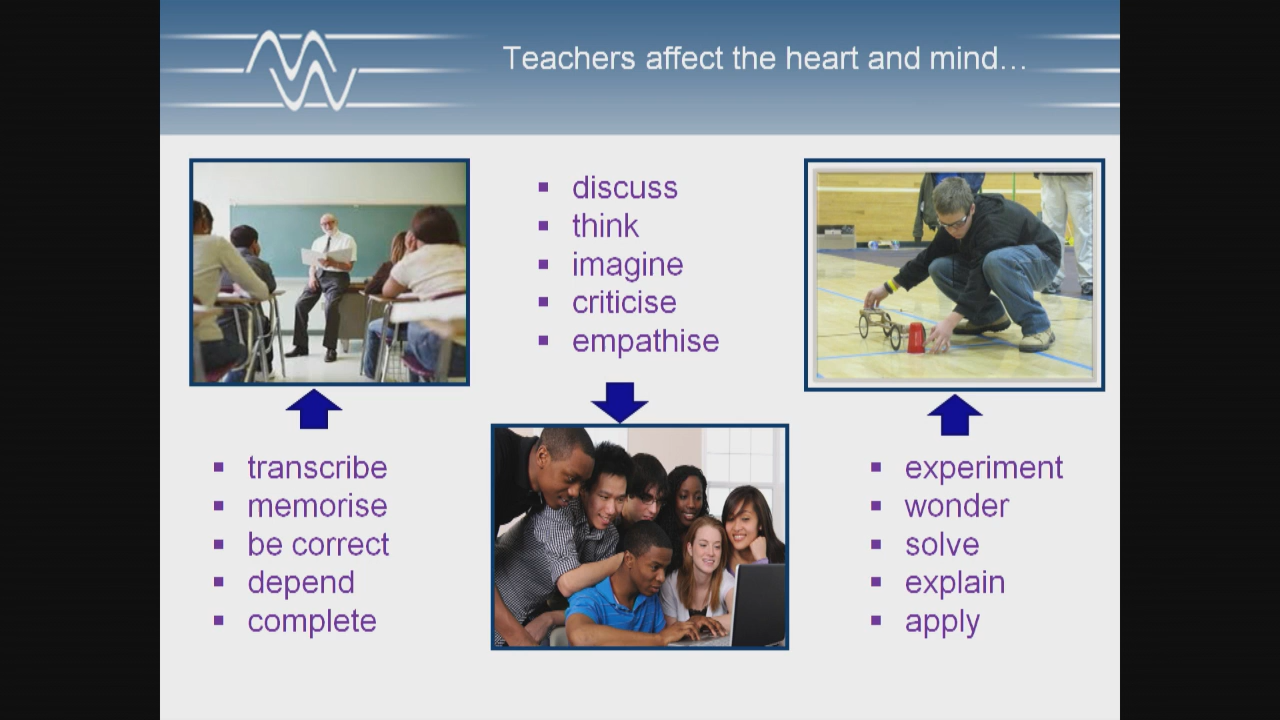 Teachers affect the heart and mind…
transcribe
memorise
be correct
depend
complete
discuss
think
imagine
criticise
empathise
experiment
wonder
solve
explain
apply